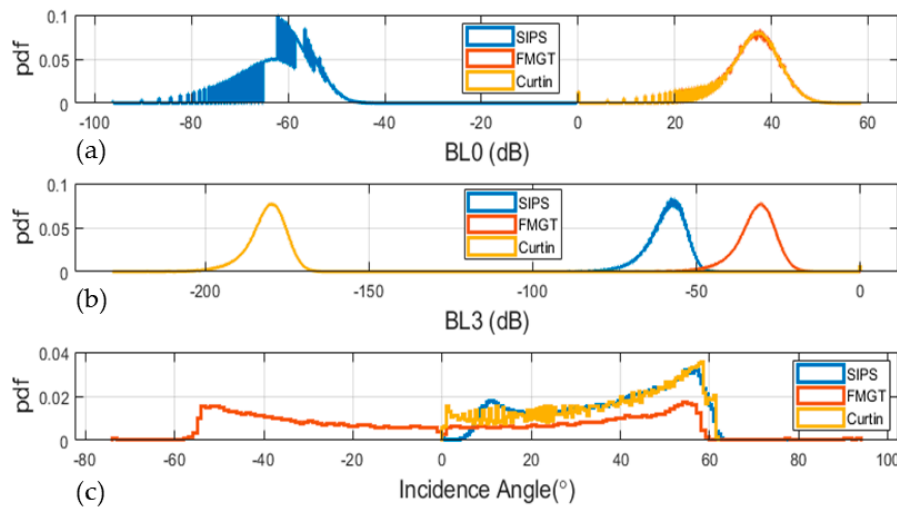 0.1
0.05
0
pdf
SIPS
FMGT
Curtin
-100 -80 -60 -40 -20 0 20 40 60
(a)
BL0 (dB)
0.1
0.05
0
pdf
SIPS
FMGT
Curtin
-200 -150 -100 -50 0
(b)
BL3 (dB)
0.04
0.02
0
pdf
SIPS
FMGT
Curtin
-80 -60 -40 -20 0 20 40 60 80 100
(c)
Incidence Angle(°)